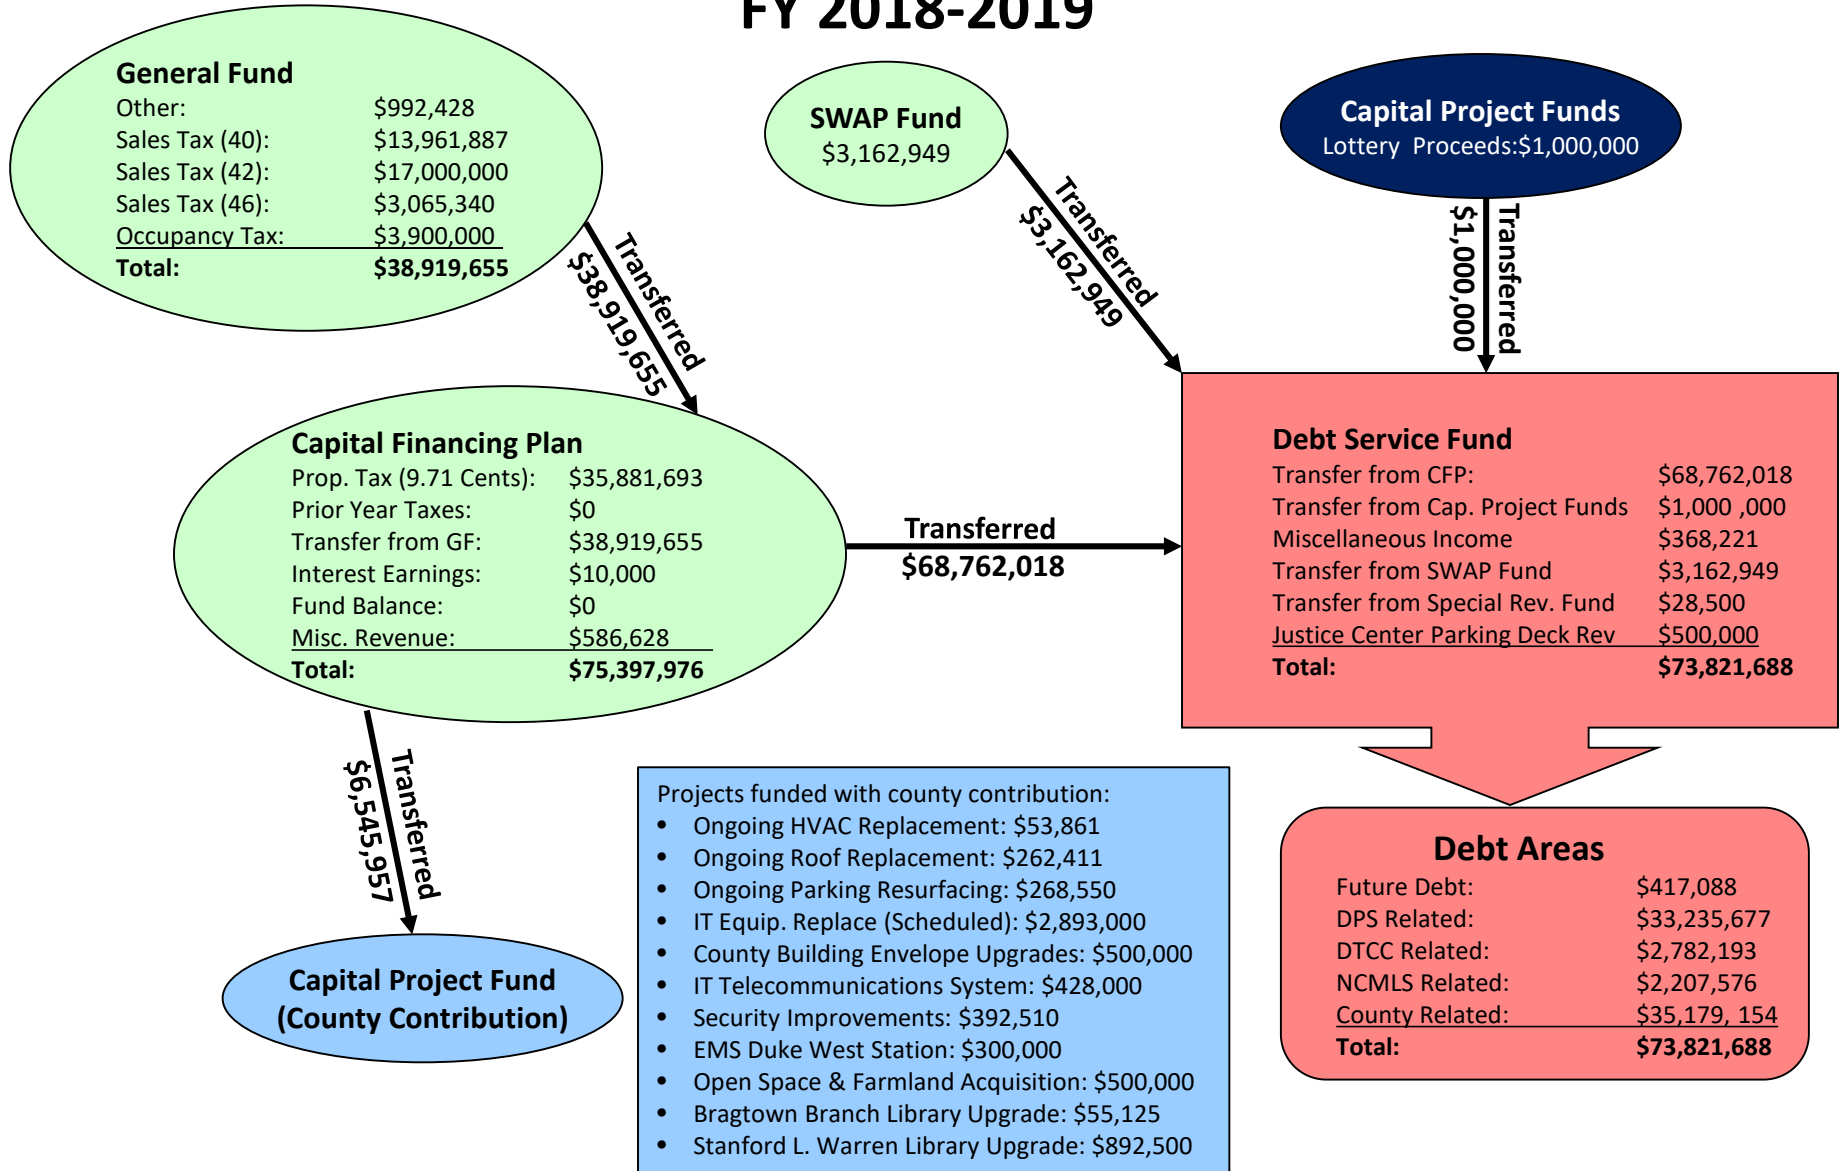 FY 2018-2019
General Fund
Other: $992,428
Sales Tax (40): $13,961,887
Sales Tax (42): $17,000,000
Sales Tax (46): $3,065,340
Occupancy Tax: $3,900,000
Total: $38,919,655
SWAP Fund
$3,162,949
Capital Project Funds
Lottery Proceeds:$1,000,000
Transferred
$38,919,655
Transferred
$3,162,949
Transferred
$1,000,000
Capital Financing Plan
Prop. Tax (9.71 Cents): $35,881,693
Prior Year Taxes: $0
Transfer from GF: $38,919,655
Interest Earnings: $10,000
Fund Balance: $0
Misc. Revenue: $586,628
Total: $75,397,976
Transferred
$68,762,018
Debt Service Fund
Transfer from CFP: $68,762,018
Transfer from Cap. Project Funds $1,000 ,000
Miscellaneous Income $368,221
Transfer from SWAP Fund $3,162,949
Transfer from Special Rev. Fund $28,500
Justice Center Parking Deck Rev $500,000
Total: $73,821,688
Transferred
$6,545,957
Capital Project Fund
(County Contribution)
Projects funded with county contribution:
• Ongoing HVAC Replacement: $53,861
• Ongoing Roof Replacement: $262,411
• Ongoing Parking Resurfacing: $268,550
• IT Equip. Replace (Scheduled): $2,893,000
• County Building Envelope Upgrades: $500,000
• IT Telecommunications System: $428,000
• Security Improvements: $392,510
• EMS Duke West Station: $300,000
• Open Space & Farmland Acquisition: $500,000
• Bragtown Branch Library Upgrade: $55,125
• Stanford L. Warren Library Upgrade: $892,500
Debt Areas
Future Debt: $417,088
DPS Related: $33,235,677
DTCC Related: $2,782,193
NCMLS Related: $2,207,576
County Related: $35,179, 154
Total: $73,821,688